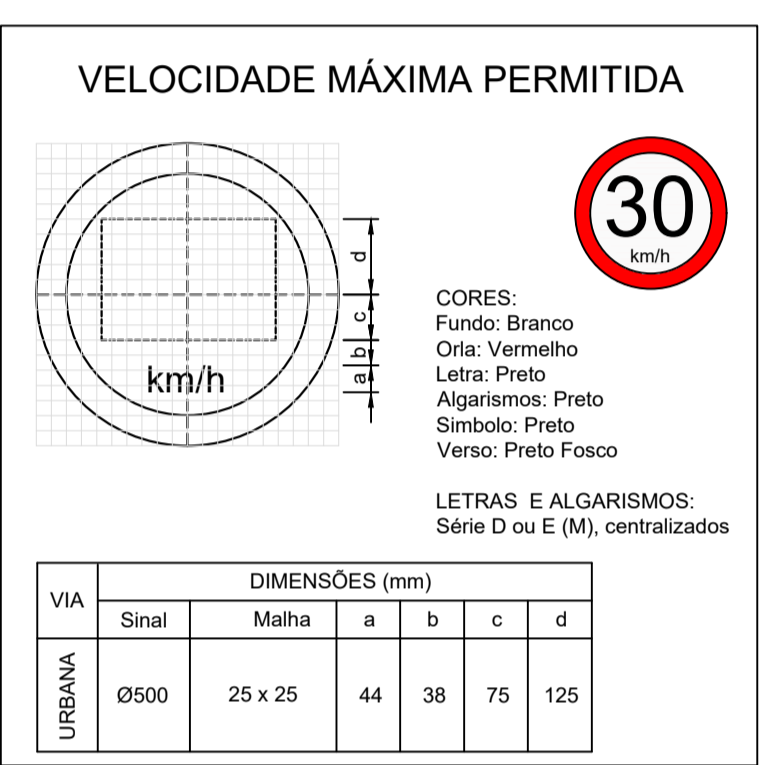 VELOCIDADE MÁXIMA PERMITIDA
30
km/h
d
c
b
a
km/h
CORES:
Fundo: Branco
Orla: Vermelho
Letra: Preto
Algarismos: Preto
Simbolo: Preto
Verso: Preto Fosco
LETRAS E ALGARISMOS:
Série D ou E (M), centralizados
VIA
DIMENSÕES (mm)
Sinal Malha a b c d
URBANA Ø500 25 x 25 44 38 75 125